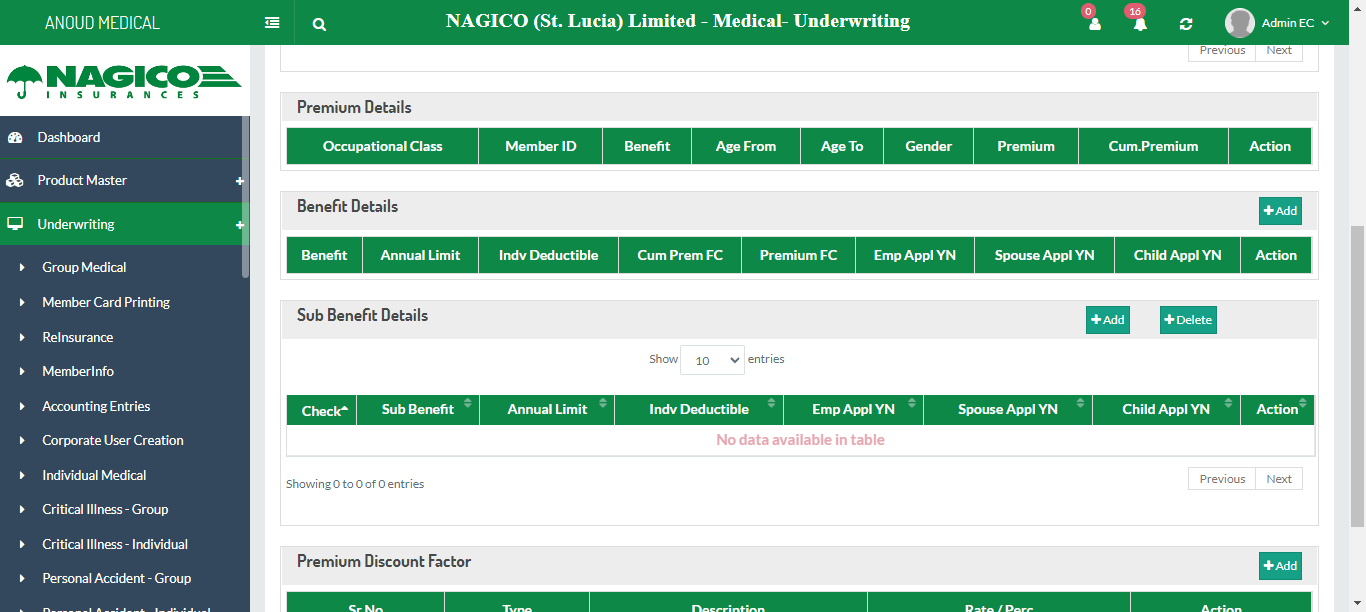 ANOUD MEDICAL
NAGICO (St. Lucia) Limited - Medical- Underwriting
0
16
Admin EC
NAGICO
INSURANCES
Dashboard
Product Master
Underwriting
Group Medical
Member Card Printing
ReInsurance
MemberInfo
Accounting Entries
Corporate User Creation
Individual Medical
Critical Illness - Group
Critical Illness - Individual
Personal Accident - Group
Personal Accident - Individual
Previous Next
Premium Details
Occupational Class Member ID Benefit Age From Age To Gender Premium Cum.Premium Action
Benefit Details
+Add
Benefit Annual Limit Indv Deductible Cum Prem FC Premium FC Emp Appl YN Spouse Appl YN Child Appl YN Action
Sub Benefit Details
+Add +Delete
Show 10 entries
Check Sub Benefit Annual Limit Indv Deductible Emp Appl YN Spouse Appl YN Child Appl YN Action
No data available in table
Showing 0 to 0 of 0 entries
Previous Next
Premium Discount Factor
+Add
Sr No Type Description Rate / Perc Action